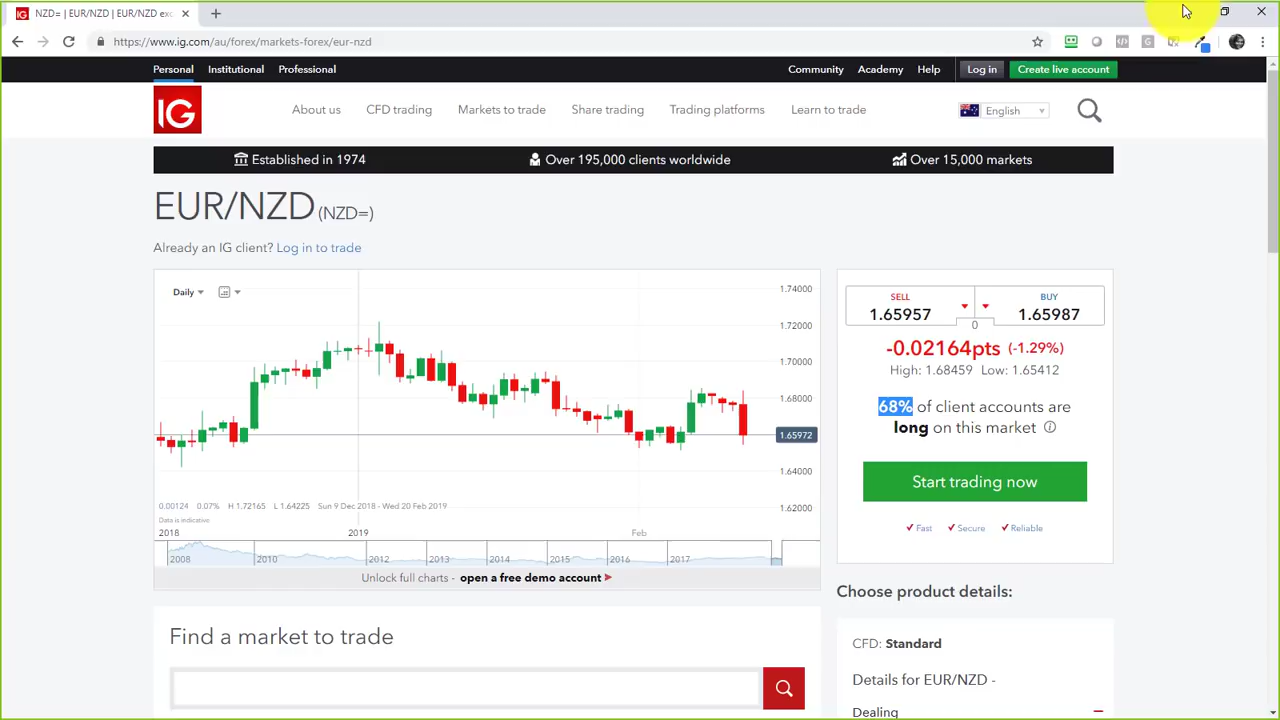 NZD= | EUR/NZD | EUR/NZD exc
https://www.ig.com/au/forex/markets-forex/eur-nzd
Personal Institutional Professional Community Academy Help Log in Create live account
IG About us CFD trading Markets to trade Share trading Trading platforms Learn to trade English
Established in 1974 Over 195,000 clients worldwide Over 15,000 markets
EUR/NZD (NZD=)
Already an IG client? Log in to trade
Daily
1.74000
1.72000
1.70000
1.68000
1.65972
1.64000
1.62000
0.00124 0.07% H 1.72165 L 1.64225 Sun 9 Dec 2018 - Wed 20 Feb 2019
Data is indicative
2018 2019 Feb
2008 2010 2012 2013 2014 2015 2016 2017
Unlock full charts - open a free demo account
SELL BUY
1.65957 1.65987
0
-0.02164pts (-1.29%)
High: 1.68459 Low: 1.65412
68% of client accounts are
long on this market
Start trading now
Fast Secure Reliable
Choose product details:
Find a market to trade
CFD: Standard
Details for EUR/NZD -
Dealing